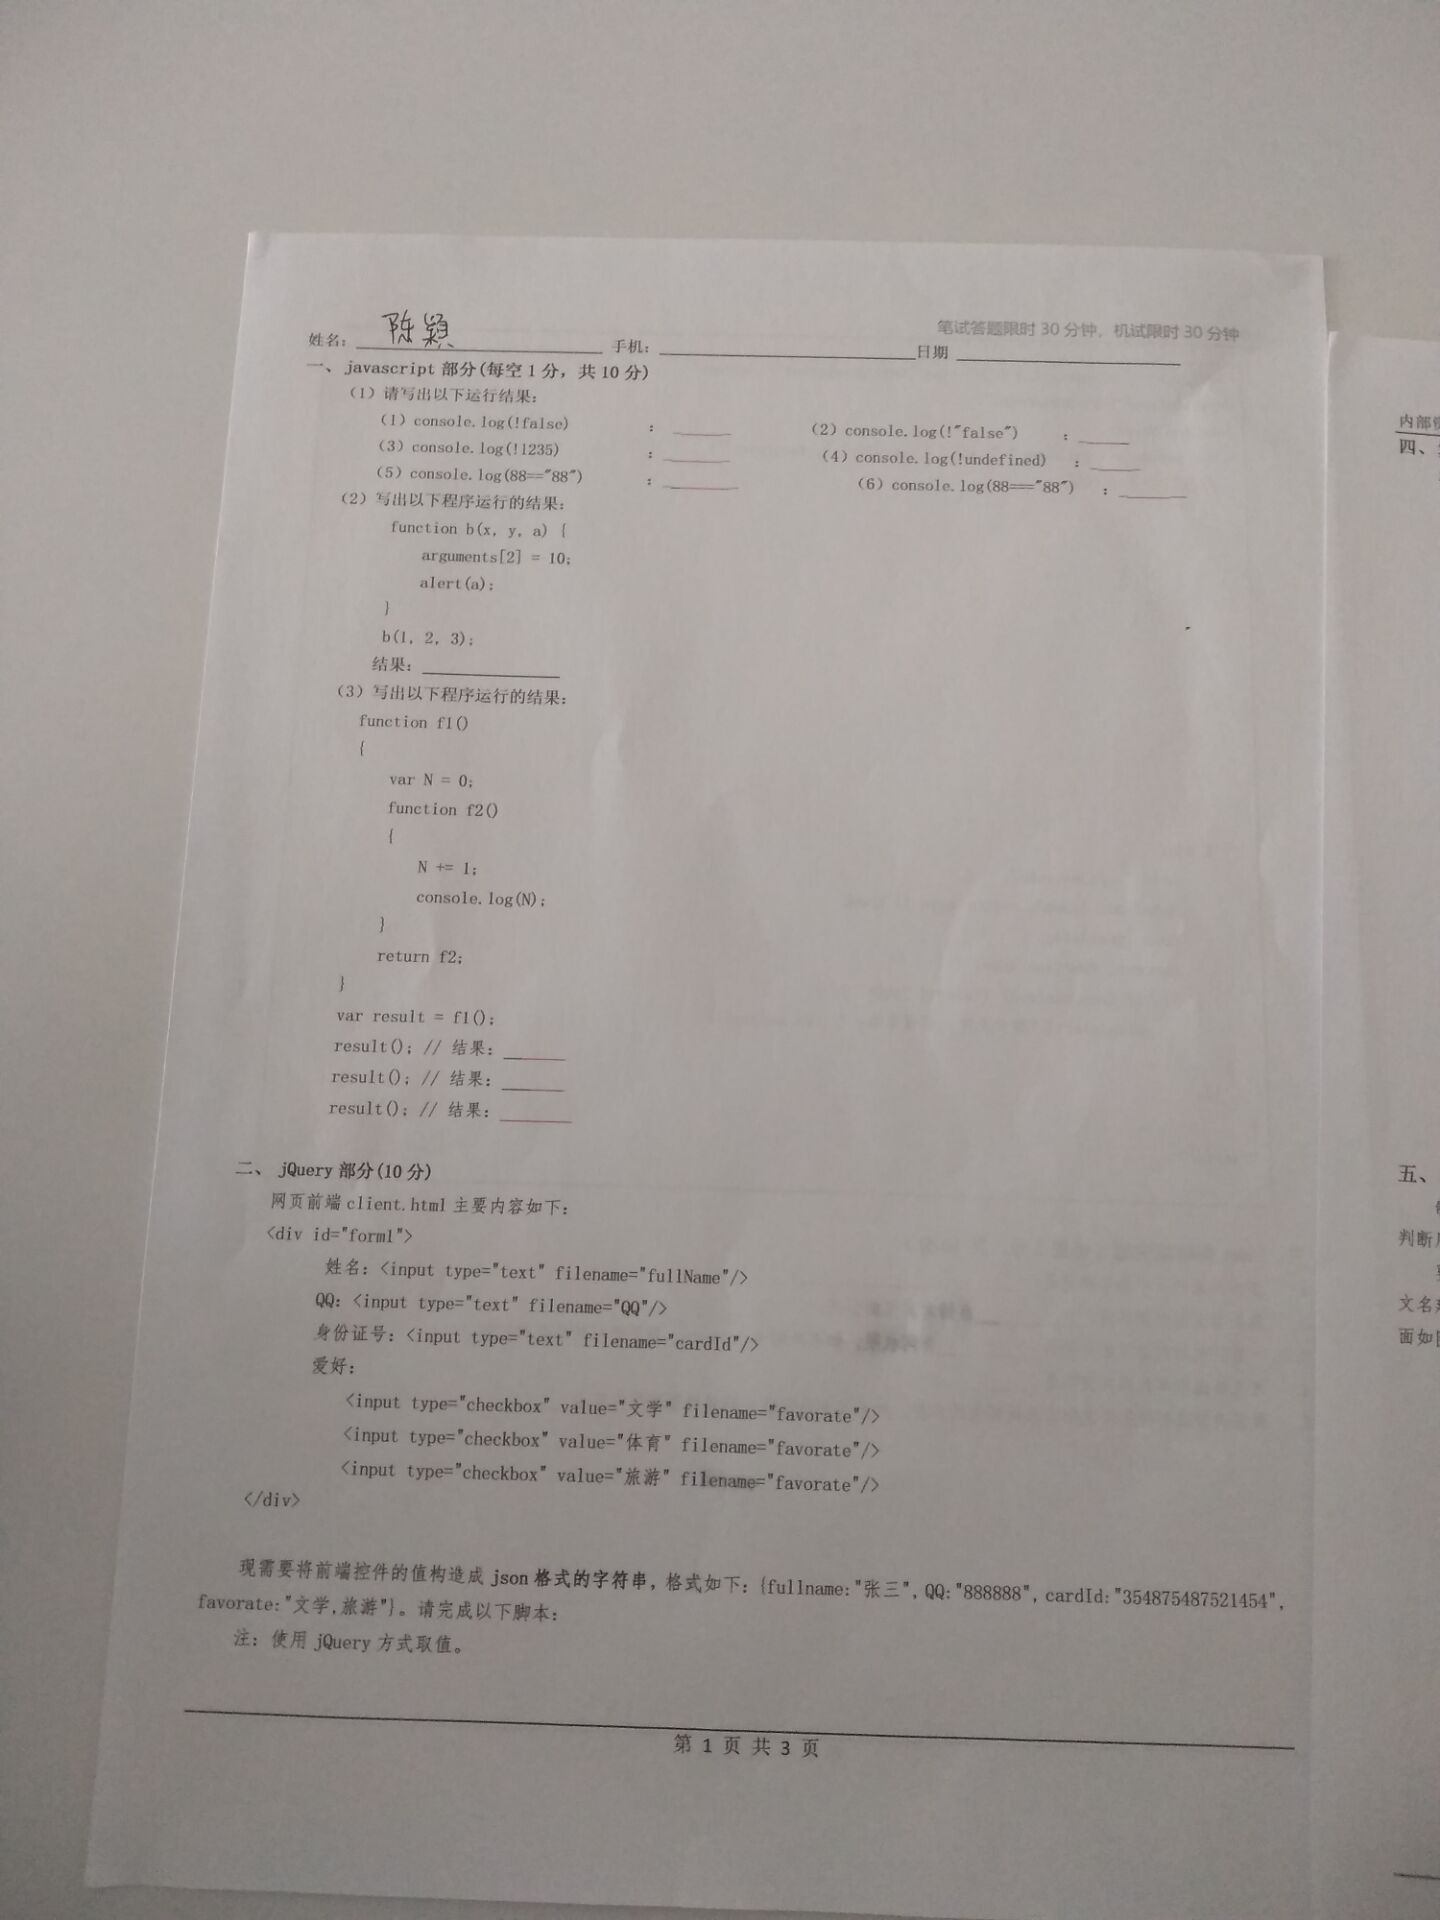 笔试答题限时 30 分钟，机试限时 30 分钟
姓名：陈颖 手机： 日期
一、javascript 部分(每空 1 分，共 10 分)
（1）请写出以下运行结果：
（1）console.log(!false) ： （2）console.log(!"false") ：
（3）console.log(!1235) ： （4）console.log(!undefined) ：
（5）console.log(88=="88") ： （6）console.log(88==="88") ：
（2）写出以下程序运行的结果：
function b(x, y, a) {
arguments[2] = 10;
alert(a);
}
b(1, 2, 3);
结果：
（3）写出以下程序运行的结果：
function f1()
{
var N = 0;
function f2()
{
N += 1;
console.log(N);
}
return f2;
}
var result = f1();
result(); // 结果：
result(); // 结果：
result(); // 结果：
二、 jQuery 部分(10 分)
网页前端 client.html 主要内容如下：
<div id="form1">
姓名：<input type="text" filename="fullName"/>
QQ：<input type="text" filename="QQ"/>
身份证号：<input type="text" filename="cardId"/>
爱好：
<input type="checkbox" value="文学" filename="favorate"/>
<input type="checkbox" value="体育" filename="favorate"/>
<input type="checkbox" value="旅游" filename="favorate"/>
</div>
现需要将前端控件的值构造成 json 格式的字符串，格式如下：{fullname:"张三",QQ:"888888",cardId:"354875487521454",
favorate:"文学,旅游"}。请完成以下脚本：
注：使用 jQuery 方式取值。
第 1 页 共 3 页
内部
四、
五、
判断
文名
面如